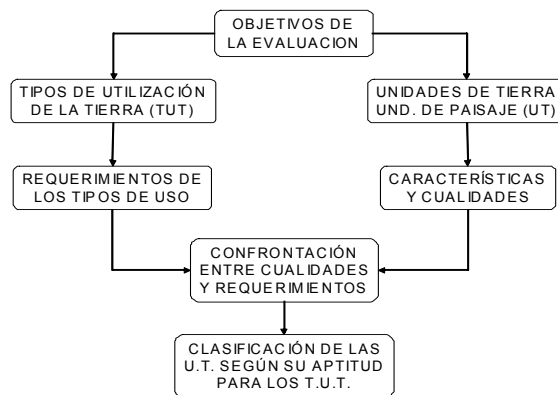 OBJETIVOS DE
LA EVALUACION
TIPOS DE UTILIZACIÓN
DE LA TIERRA (TUT)
UNIDADES DE TIERRA
UND. DE PAISAJE (UT)
REQUERIMIENTOS DE
LOS TIPOS DE USO
CARACTERÍSTICAS
Y CUALIDADES
CONFRONTACIÓN
ENTRE CUALIDADES
Y REQUERIMIENTOS
CLASIFICACIÓN DE LAS
U.T. SEGÚN SU APTITUD
PARA LOS T.U.T.